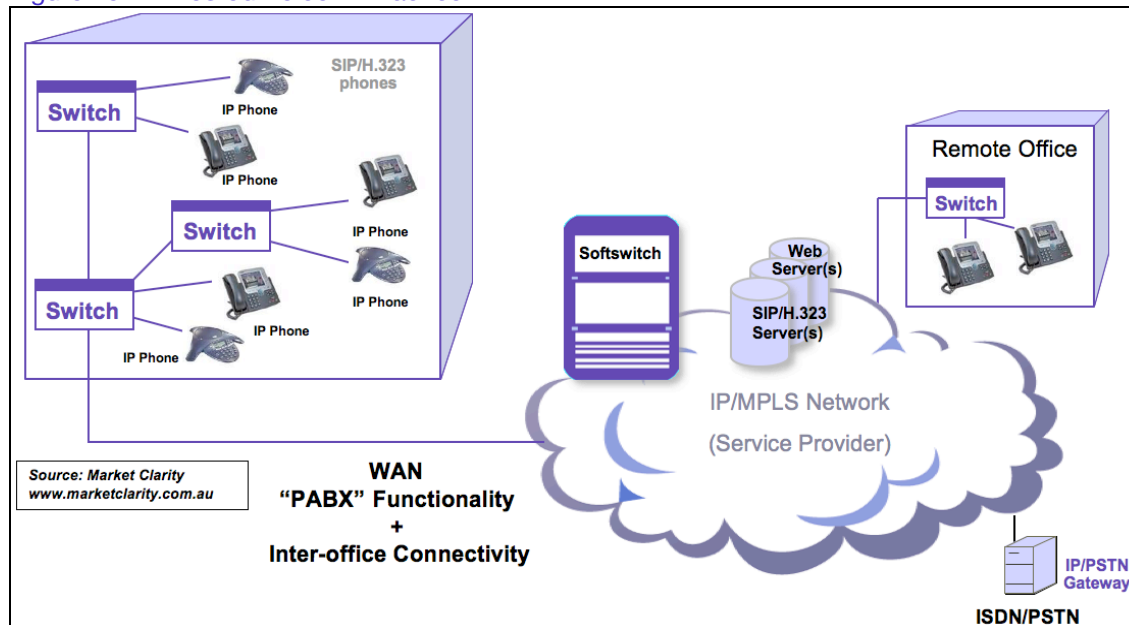 SIP/H.323
phones
Switch
IP Phone
IP Phone
Switch
IP Phone
IP Phone
Switch
IP Phone
IP Phone
Remote Office
Switch
Softswitch
Web
Server(s)
SIP/H.323
Server(s)
IP/MPLS Network
(Service Provider)
Source: Market Clarity
www.marketclarity.com.au
WAN
“PABX” Functionality
+
Inter-office Connectivity
IP/PSTN
Gateway
ISDN/PSTN